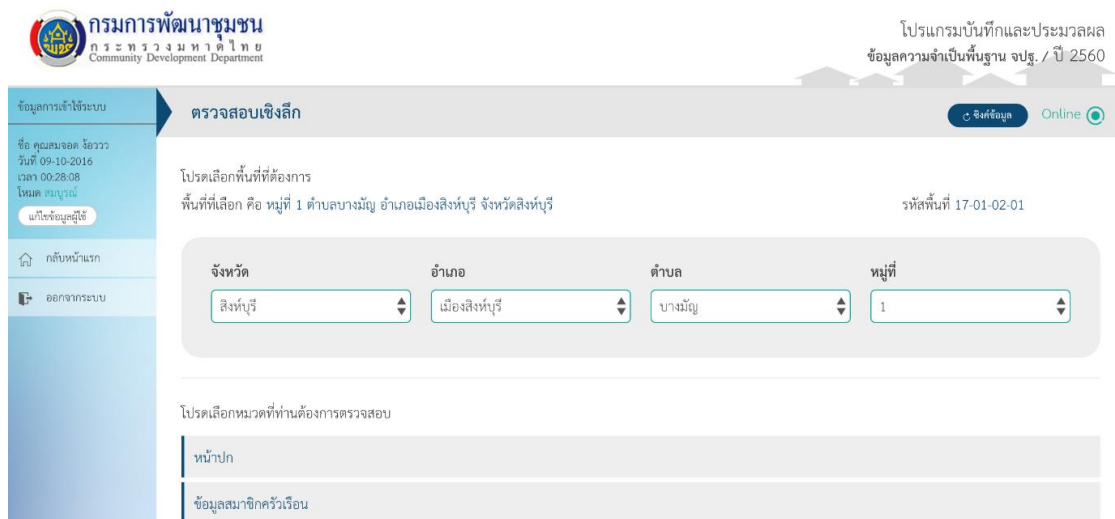 กรมการพัฒนาชุมชน
กระทรวงมหาดไทย
Community Development Department
โปรแกรมบันทึกและประมวลผล
ข้อมูลความจำเป็นพื้นฐาน จปฐ. / ปี 2560
ข้อมูลการเข้าใช้ระบบ
ตรวจสอบเชิงลึก
ซิงค์ข้อมูล
Online
ชื่อ คุณสมจอด ง้อววว
วันที่ 09-10-2016
เวลา 00:28:08
โหมด สมบูรณ์
แก้ไขข้อมูลผู้ใช้
กลับหน้าแรก
ออกจากระบบ
โปรดเลือกพื้นที่ที่ต้องการ
พื้นที่ที่เลือก คือ หมู่ที่ 1 ตำบลบางมัญ อำเภอเมืองสิงห์บุรี จังหวัดสิงห์บุรี
รหัสพื้นที่ 17-01-02-01
จังหวัด อำเภอ ตำบล หมู่ที่
สิงห์บุรี เมืองสิงห์บุรี บางมัญ 1
โปรดเลือกหมวดที่ท่านต้องการตรวจสอบ
หน้าปก
ข้อมูลสมาชิกครัวเรือน